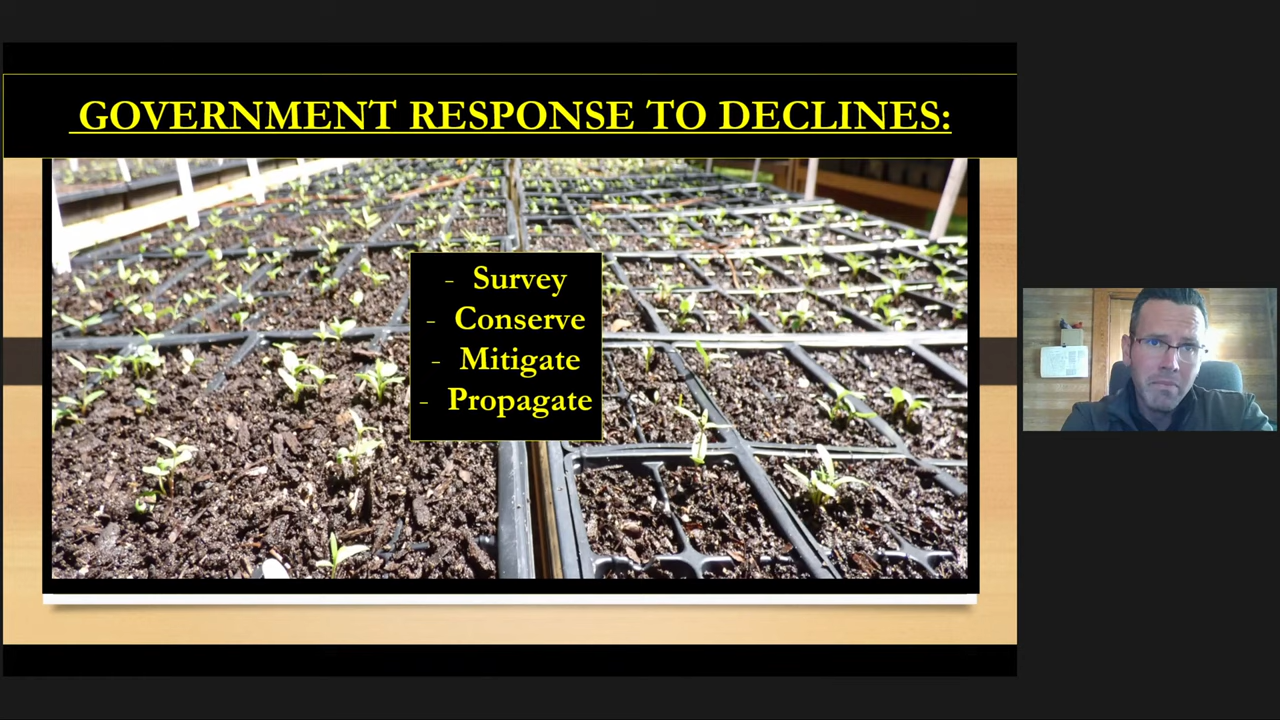 GOVERNMENT RESPONSE TO DECLINES:
- Survey
- Conserve
- Mitigate
- Propagate